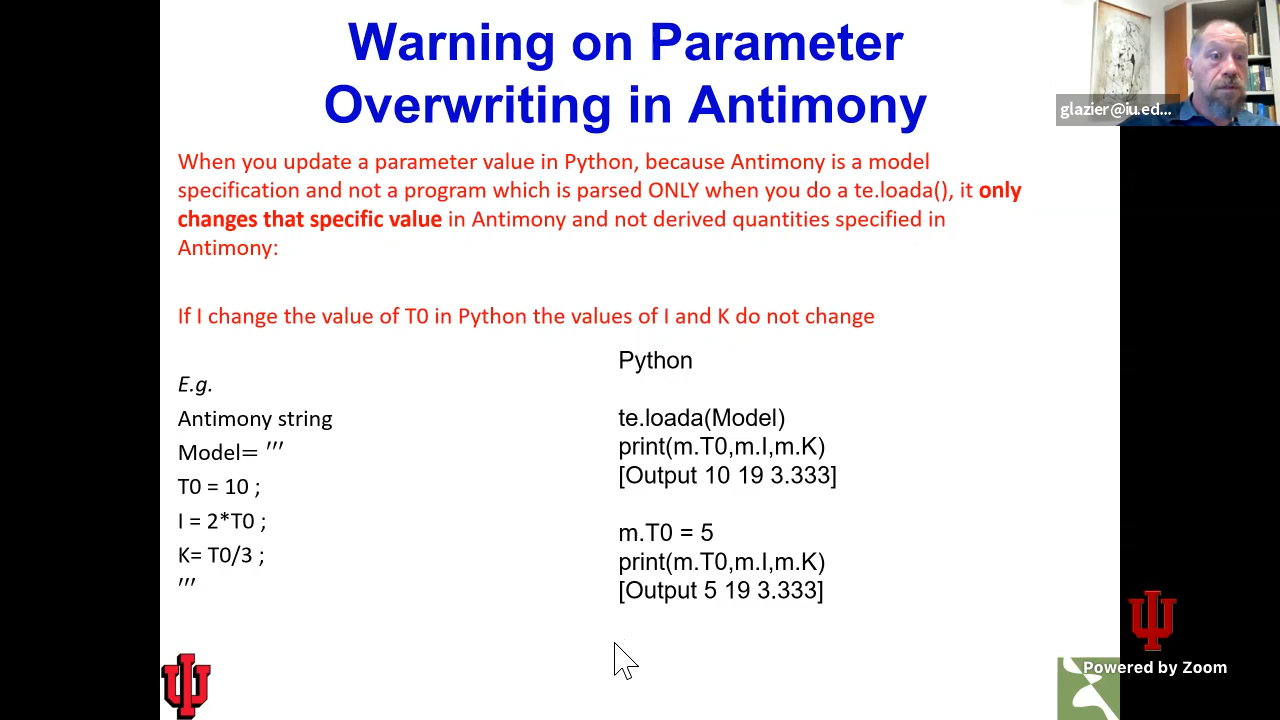 Warning on Parameter
Overwriting in Antimony
glazier@iu.ed...
When you update a parameter value in Python, because Antimony is a model
specification and not a program which is parsed ONLY when you do a te.loada(), it only
changes that specific value in Antimony and not derived quantities specified in
Antimony:
If I change the value of T0 in Python the values of I and K do not change
E.g.
Antimony string
Model= '''
T0 = 10 ;
I = 2*T0 ;
K= T0/3 ;
'''
Python
te.loada(Model)
print(m.T0,m.I,m.K)
[Output 10 19 3.333]
m.T0 = 5
print(m.T0,m.I,m.K)
[Output 5 19 3.333]
Powered by Zoom